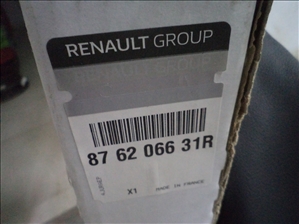 RENAULT GROUP
87 62 066 31R
X1 MADE IN FRANCE